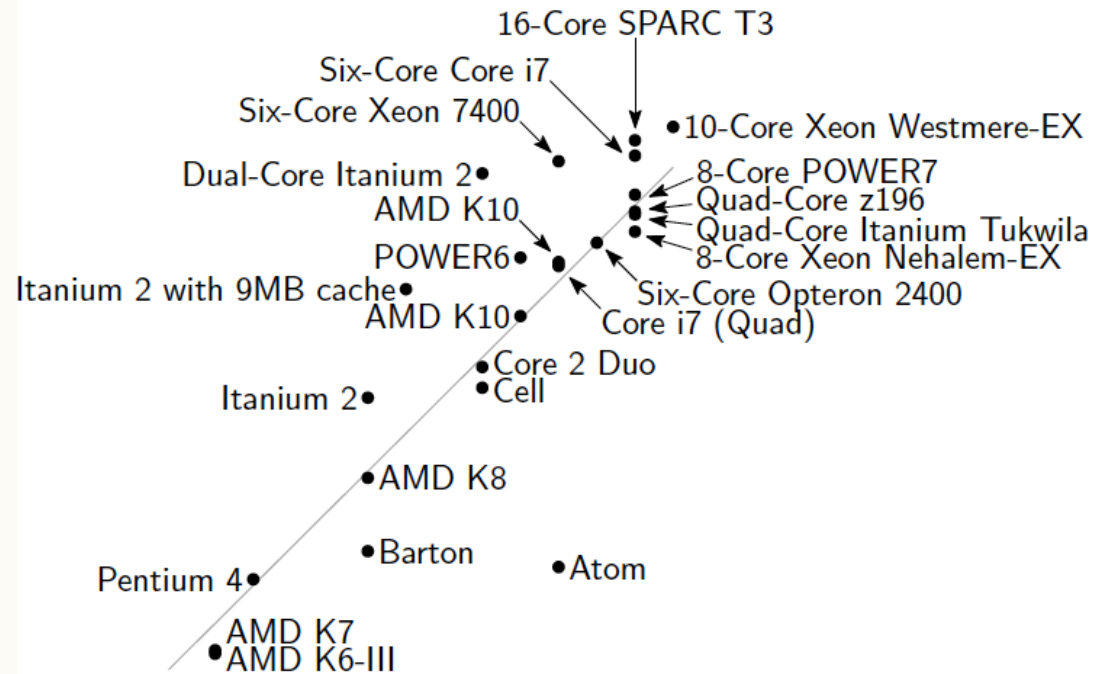 16-Core SPARC T3
Six-Core Core i7
Six-Core Xeon 7400
10-Core Xeon Westmere-EX
Dual-Core Itanium 2
8-Core POWER7
Quad-Core z196
AMD K10
Quad-Core Itanium Tukwila
POWER6
8-Core Xeon Nehalem-EX
Itanium 2 with 9MB cache
Six-Core Opteron 2400
AMD K10
Core i7 (Quad)
Core 2 Duo
Cell
Itanium 2
AMD K8
Barton
Atom
Pentium 4
AMD K7
AMD K6-III